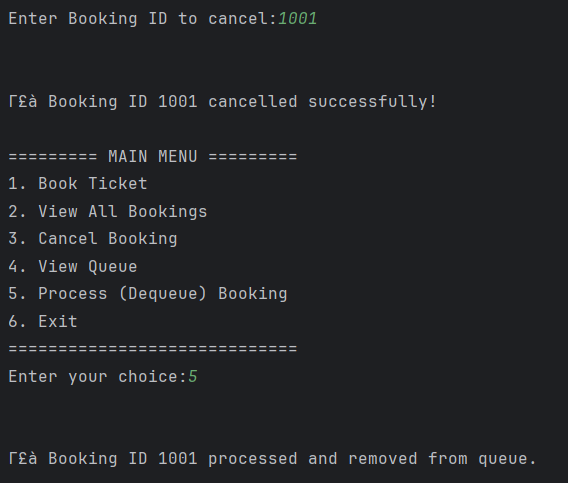 Enter Booking ID to cancel:1001
Γ£à Booking ID 1001 cancelled successfully!
========= MAIN MENU =========
1. Book Ticket
2. View All Bookings
3. Cancel Booking
4. View Queue
5. Process (Dequeue) Booking
6. Exit
=============================
Enter your choice:5
Γ£à Booking ID 1001 processed and removed from queue.